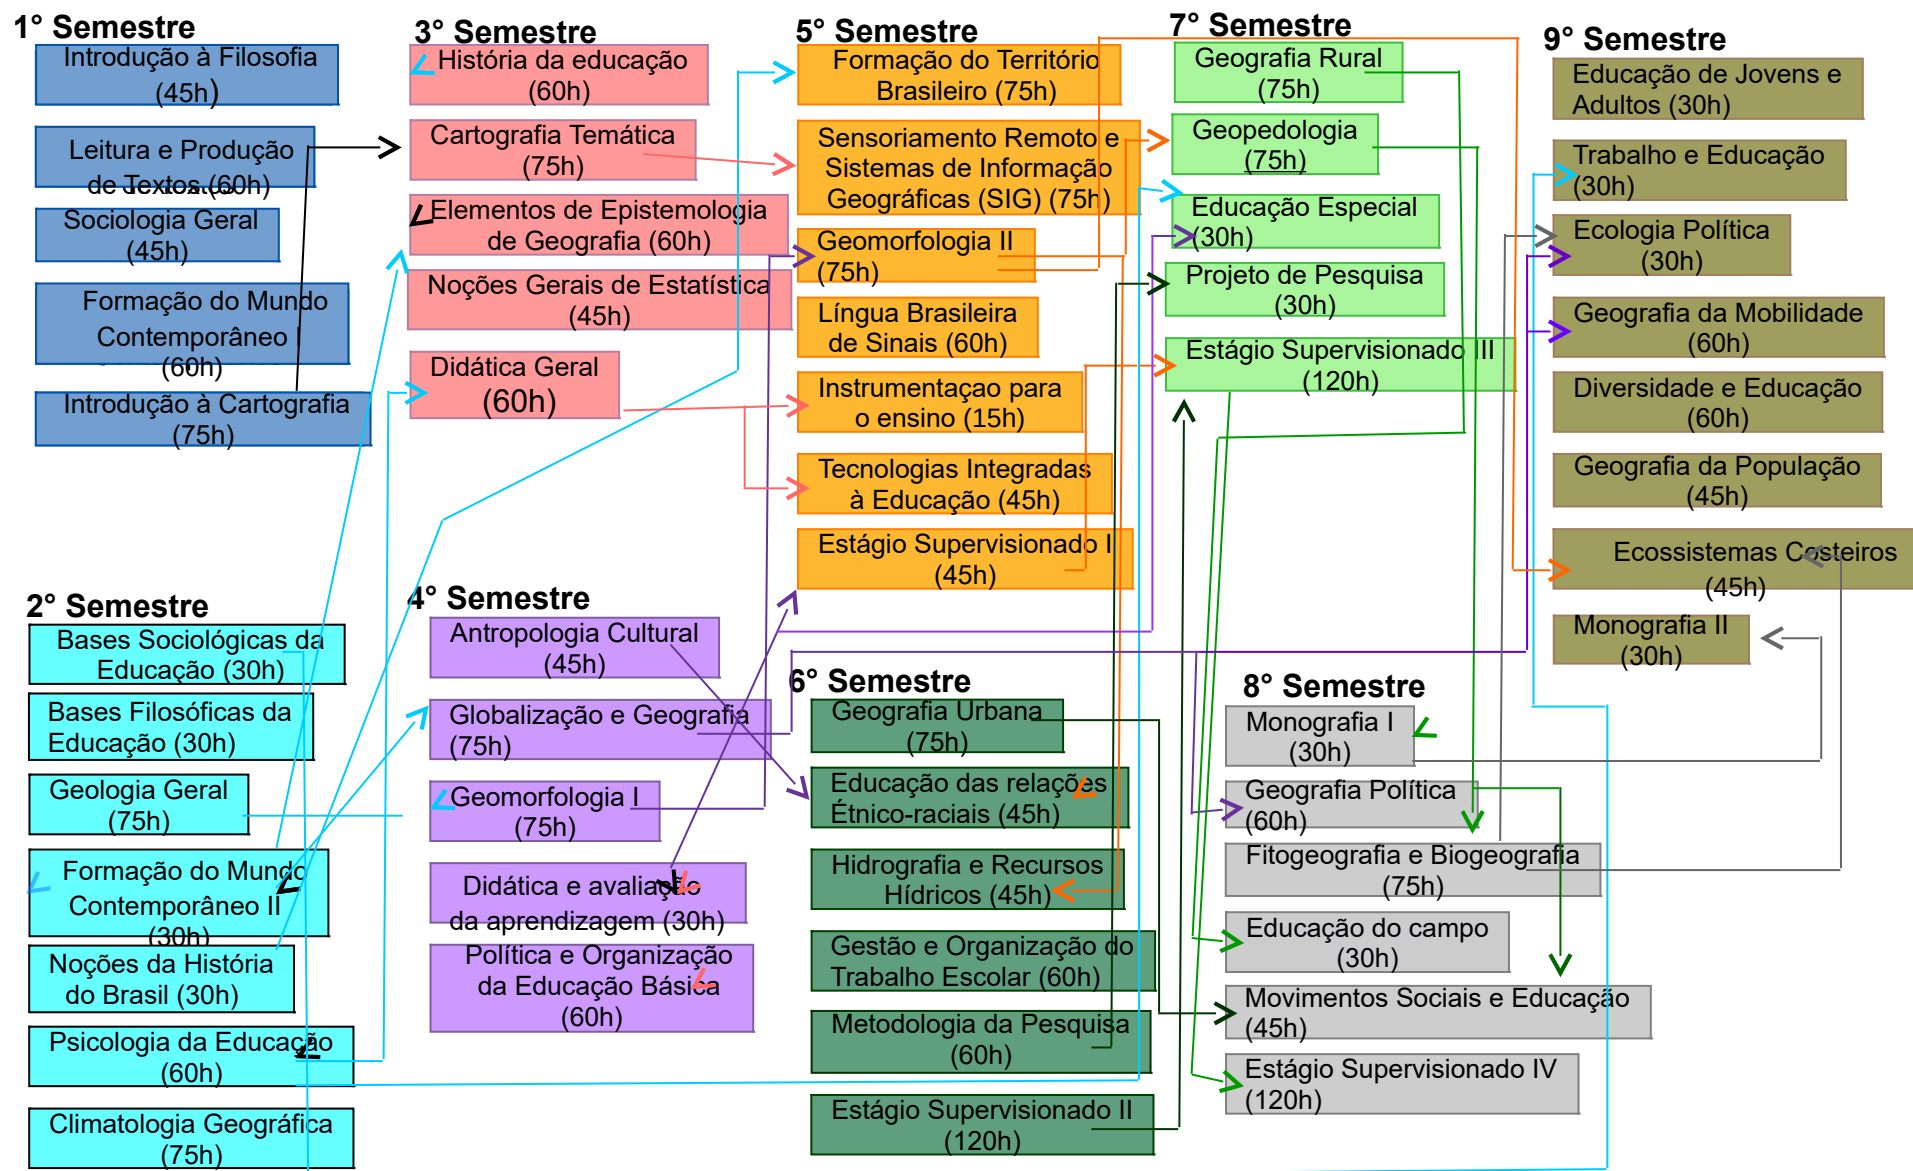 1° Semestre
Introdução à Filosofia
(45h)
Leitura e Produção
de Textos (60h)
Sociologia Geral
(45h)
Formação do Mundo
Contemporâneo I
(60h)
Introdução à Cartografia
(75h)
2° Semestre
Bases Sociológicas da
Educação (30h)
Bases Filosóficas da
Educação (30h)
Geologia Geral
(75h)
Formação do Mundo
Contemporâneo II
(30h)
Noções da História
do Brasil (30h)
Psicologia da Educação
(60h)
Climatologia Geográfica
(75h)
3° Semestre
História da educação
(60h)
Cartografia Temática
(75h)
Elementos de Epistemologia
de Geografia (60h)
Noções Gerais de Estatística
(45h)
Didática Geral
(60h)
4° Semestre
Antropologia Cultural
(45h)
Globalização e Geografia
(75h)
Geomorfologia I
(75h)
Didática e avaliação
da aprendizagem (30h)
Política e Organização
da Educação Básica
(60h)
5° Semestre
Formação do Território
Brasileiro (75h)
Sensoriamento Remoto e
Sistemas de Informação
Geográficas (SIG) (75h)
Geomorfologia II
(75h)
Língua Brasileira
de Sinais (60h)
Instrumentaçao para
o ensino (15h)
Tecnologias Integradas
à Educação (45h)
Estágio Supervisionado I
(45h)
6° Semestre
Geografia Urbana
(75h)
Educação das relações
Étnico-raciais (45h)
Hidrografia e Recursos
Hídricos (45h)
Gestão e Organização do
Trabalho Escolar (60h)
Metodologia da Pesquisa
(60h)
Estágio Supervisionado II
(120h)
7° Semestre
Geografia Rural
(75h)
Geopedologia
(75h)
Educação Especial
(30h)
Projeto de Pesquisa
(30h)
Estágio Supervisionado III
(120h)
8° Semestre
Monografia I
(30h)
Geografia Política
(60h)
Fitogeografia e Biogeografia
(75h)
Educação do campo
(30h)
Movimentos Sociais e Educação
(45h)
Estágio Supervisionado IV
(120h)
9° Semestre
Educação de Jovens e
Adultos (30h)
Trabalho e Educação
(30h)
Ecologia Política
(30h)
Geografia da Mobilidade
(60h)
Diversidade e Educação
(60h)
Geografia da População
(45h)
Ecossistemas Costeiros
(45h)
Monografia II
(30h)